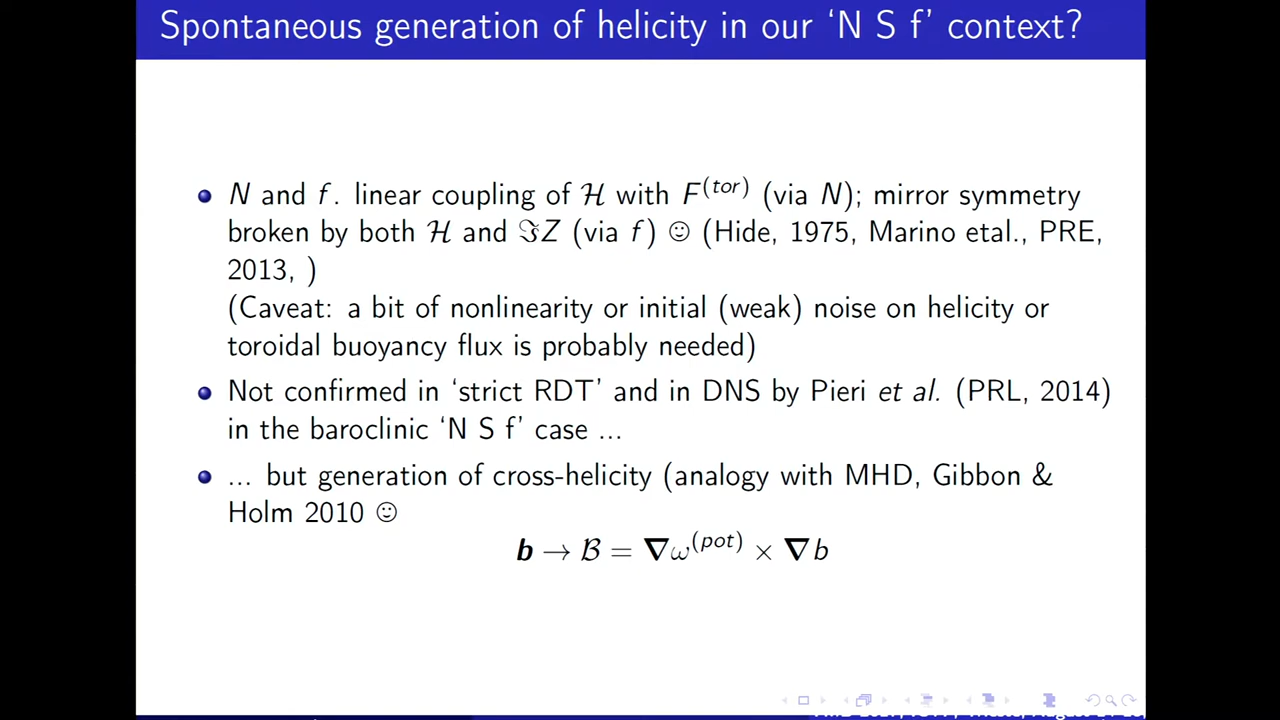 Spontaneous generation of helicity in our ‘N S f’ context?
N and f. linear coupling of ℋ with F^(tor) (via N); mirror symmetry
broken by both ℋ and ℑZ (via f) ☺ (Hide, 1975, Marino etal., PRE,
2013, )
(Caveat: a bit of nonlinearity or initial (weak) noise on helicity or
toroidal buoyancy flux is probably needed)
Not confirmed in ‘strict RDT’ and in DNS by Pieri et al. (PRL, 2014)
in the baroclinic ‘N S f’ case ...
... but generation of cross-helicity (analogy with MHD, Gibbon &
Holm 2010 ☺
b → ℬ = ∇ω^(pot) × ∇b